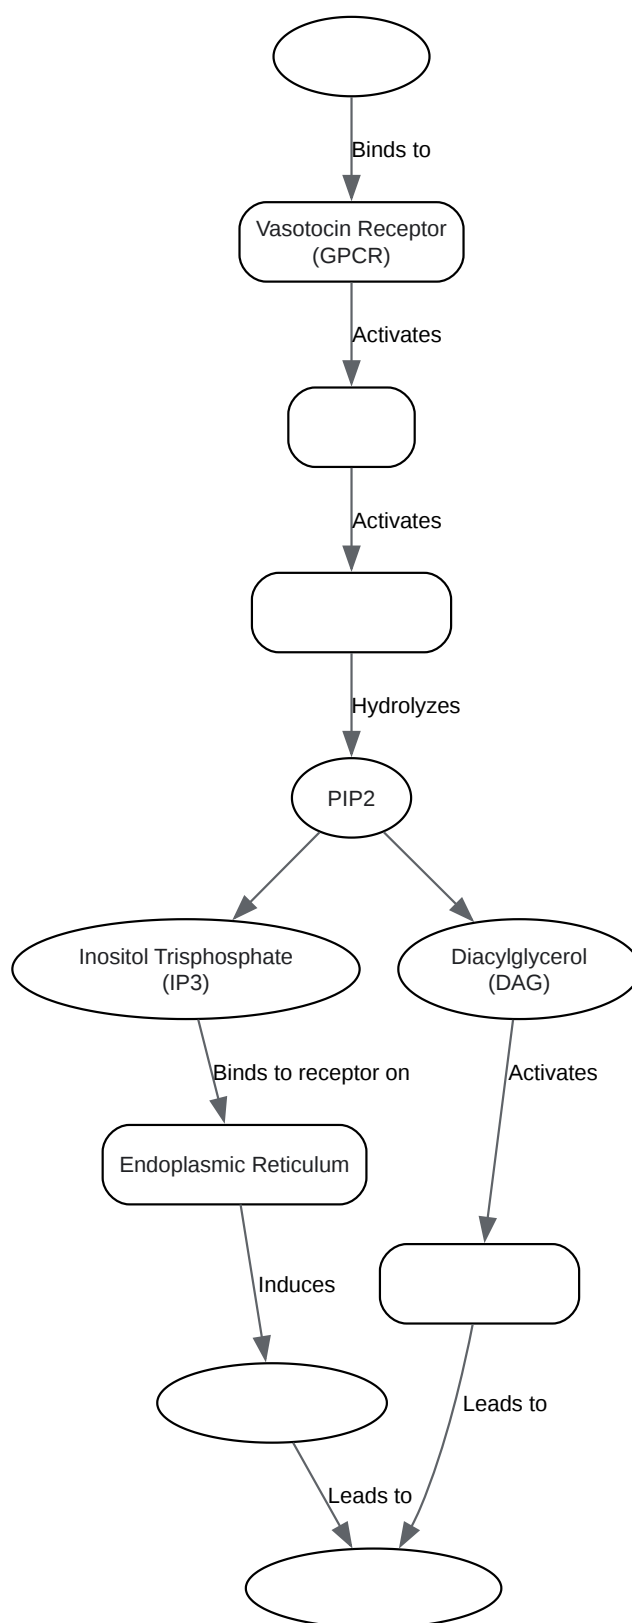 Binds to
Vasotocin Receptor
(GPCR)
Activates
Activates
Hydrolyzes
PIP2
Inositol Trisphosphate
(IP3)
Diacylglycerol
(DAG)
Binds to receptor on
Activates
Endoplasmic Reticulum
Induces
Leads to
Leads to